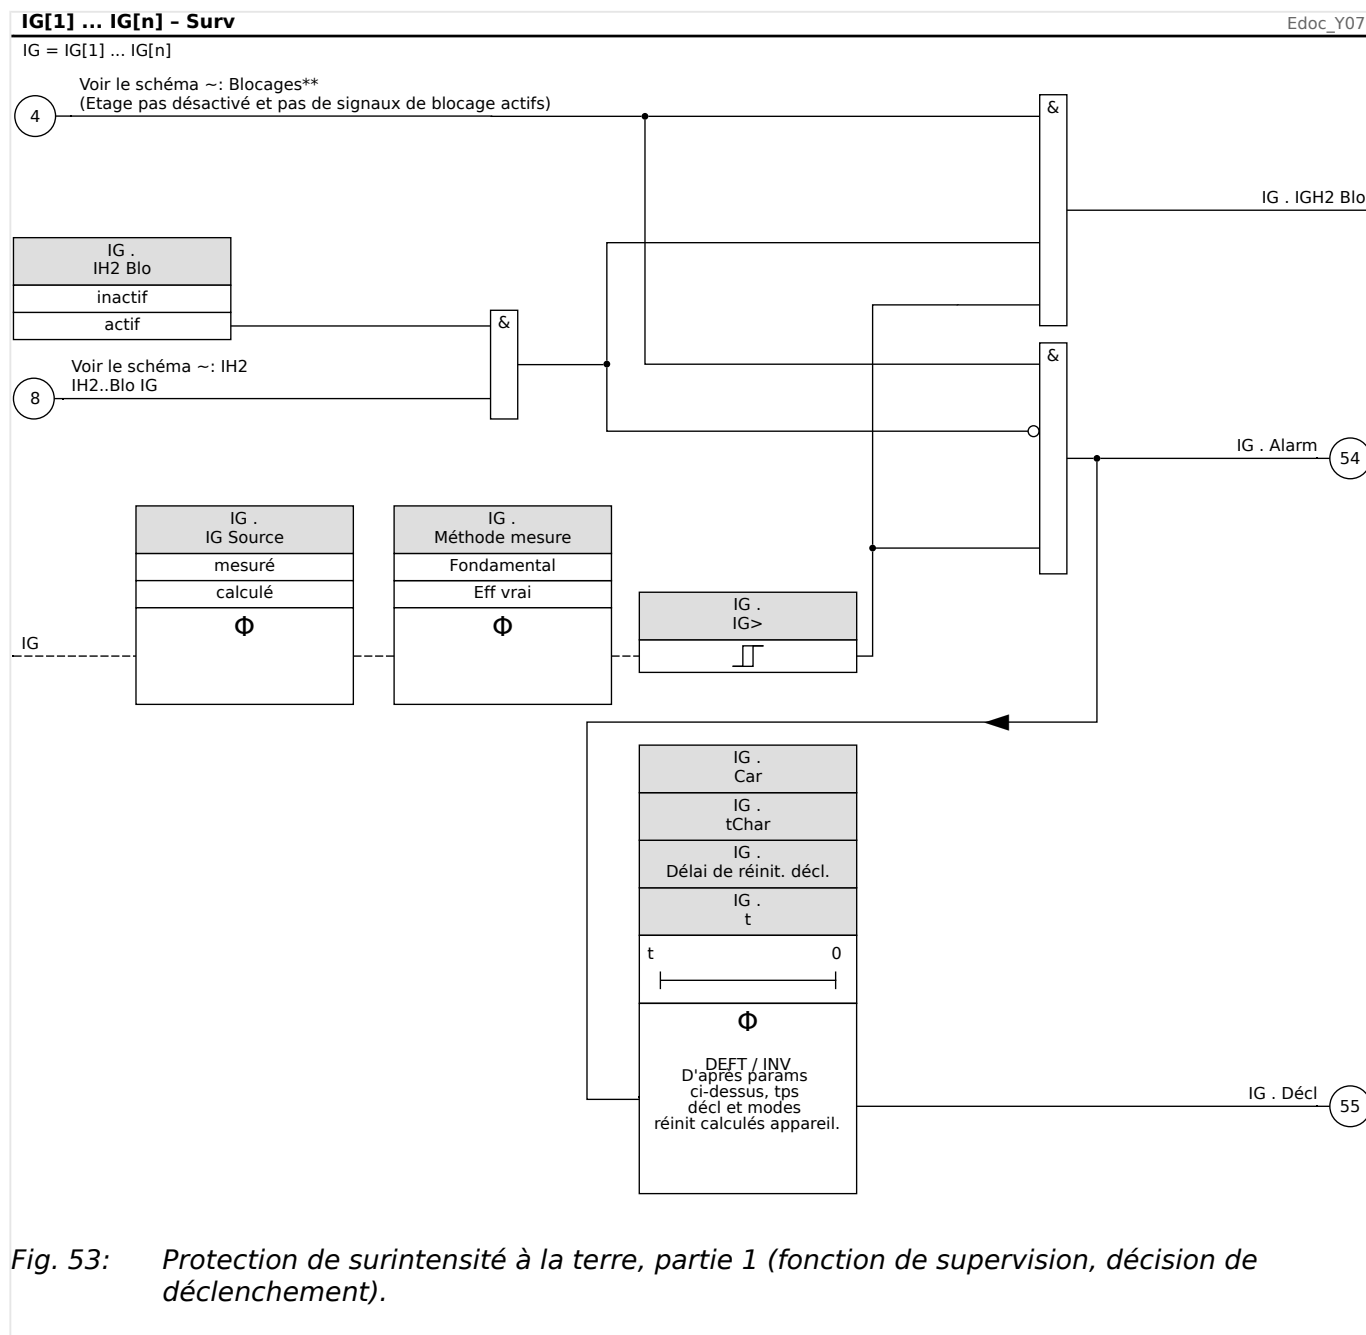 IG[1] ... IG[n] – Surv
Edoc_Y07
IG = IG[1] ... IG[n]
Voir le schéma ~: Blocages**
(Etage pas désactivé et pas de signaux de blocage actifs)
4
&
IG . IGH2 Blo
IG .
IH2 Blo
inactif
actif
&
&
Voir le schéma ~: IH2
IH2..Blo IG
8
IG . Alarm
54
IG .
IG Source
mesuré
calculé
Φ
IG .
Méthode mesure
Fondamental
Eff vrai
Φ
IG .
IG>
IG
IG .
Car
IG .
tChar
IG .
Délai de réinit. décl.
IG .
t
t 0
Φ
DEFT / INV
D'après params
ci-dessus, tps
décl et modes
réinit calculés appareil.
IG . Décl
55
Fig. 53: Protection de surintensité à la terre, partie 1 (fonction de supervision, décision de
déclenchement).